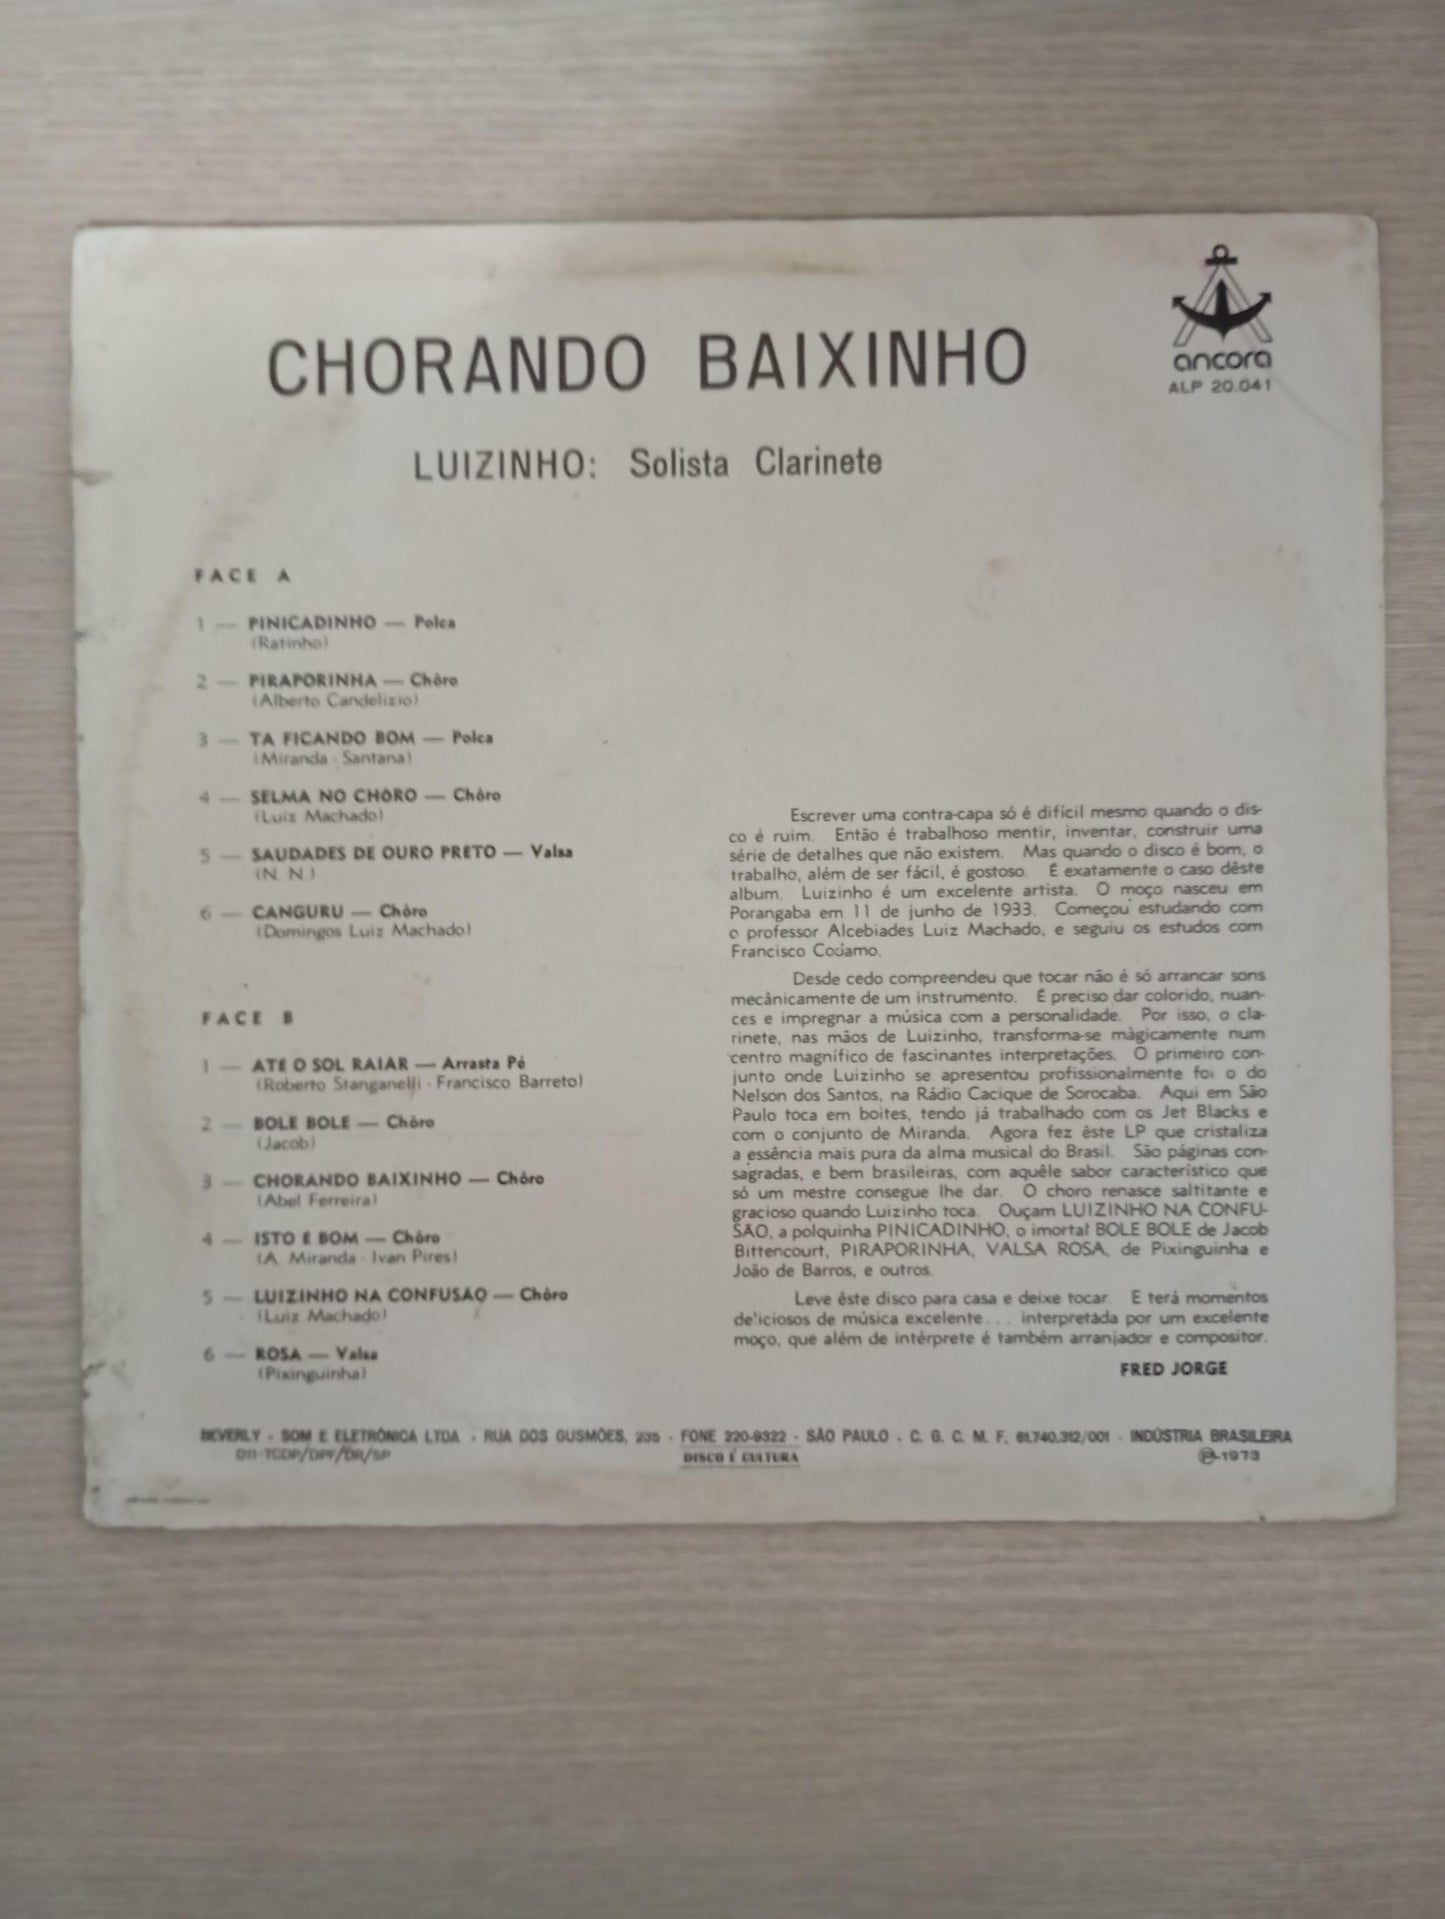 CHORANDO BAIXINHO
ancora
ALP 20.041
LUIZINHO: Solista Clarinete
FACE A
1 — PINICADINHO — Polca
(Ratinho)
2 — PIRAPORINHA — Chôro
(Alberto Candelizio)
3 — TA FICANDO BOM — Polca
(Miranda - Santana)
4 — SELMA NO CHÔRO — Chôro
(Luiz Machado)
5 — SAUDADES DE OURO PRETO — Valsa
(N. N.)
6 — CANGURU — Chôro
(Domingos Luiz Machado)
FACE B
1 — ATÉ O SOL RAIAR — Arrasta Pé
(Roberto Stanganelli - Francisco Barreto)
2 — BOLE BOLE — Chôro
(Jacob)
3 — CHORANDO BAIXINHO — Chôro
(Abel Ferreira)
4 — ISTO É BOM — Chôro
(A. Miranda - Ivan Pires)
5 — LUIZINHO NA CONFUSÃO — Chôro
(Luiz Machado)
6 — ROSA — Valsa
(Pixinguinha)
Escrever uma contra-capa só é difícil mesmo quando o dis-
co é ruim. Então é trabalhoso mentir, inventar, construir uma
série de detalhes que não existem. Mas quando o disco é bom, o
trabalho, além de ser fácil, é gostoso. É exatamente o caso dêste
album. Luizinho é um excelente artista. O moço nasceu em
Porangaba em 11 de junho de 1933. Começou estudando com
o professor Alcebiades Luiz Machado, e seguiu os estudos com
Francisco Codamo.
Desde cedo compreendeu que tocar não é só arrancar sons
mecânicamente de um instrumento. É preciso dar colorido, nuan-
ces e impregnar a música com a personalidade. Por isso, o cla-
rinete, nas mãos de Luizinho, transforma-se màgicamente num
centro magnífico de fascinantes interpretações. O primeiro con-
junto onde Luizinho se apresentou profissionalmente foi o do
Nelson dos Santos, na Rádio Cacique de Sorocaba. Aqui em São
Paulo toca em boites, tendo já trabalhado com os Jet Blacks e
com o conjunto de Miranda. Agora fez êste LP que cristaliza
a essência mais pura da alma musical do Brasil. São páginas con-
sagradas, e bem brasileiras, com aquêle sabor característico que
só um mestre consegue lhe dar. O choro renasce saltitante e
gracioso quando Luizinho toca. Ouçam LUIZINHO NA CONFU-
SÃO, a polquinha PINICADINHO, o imortal BOLE BOLE de Jacob
Bittencourt, PIRAPORINHA, VALSA ROSA, de Pixinguinha e
João de Barros, e outros.
Leve êste disco para casa e deixe tocar. E terá momentos
de'iciosos de música excelente... interpretada por um excelente
moço, que além de intérprete é também arranjador e compositor.
FRED JORGE
BEVERLY - SOM E ELETRÔNICA LTDA - RUA DOS GUSMÕES, 235 - FONE 220-9322 - SÃO PAULO - C. G. C. M. F. 61.740.312/001 - INDÚSTRIA BRASILEIRA
011-TCDP/DPF/DR/SP
DISCO É CULTURA
℗-1973